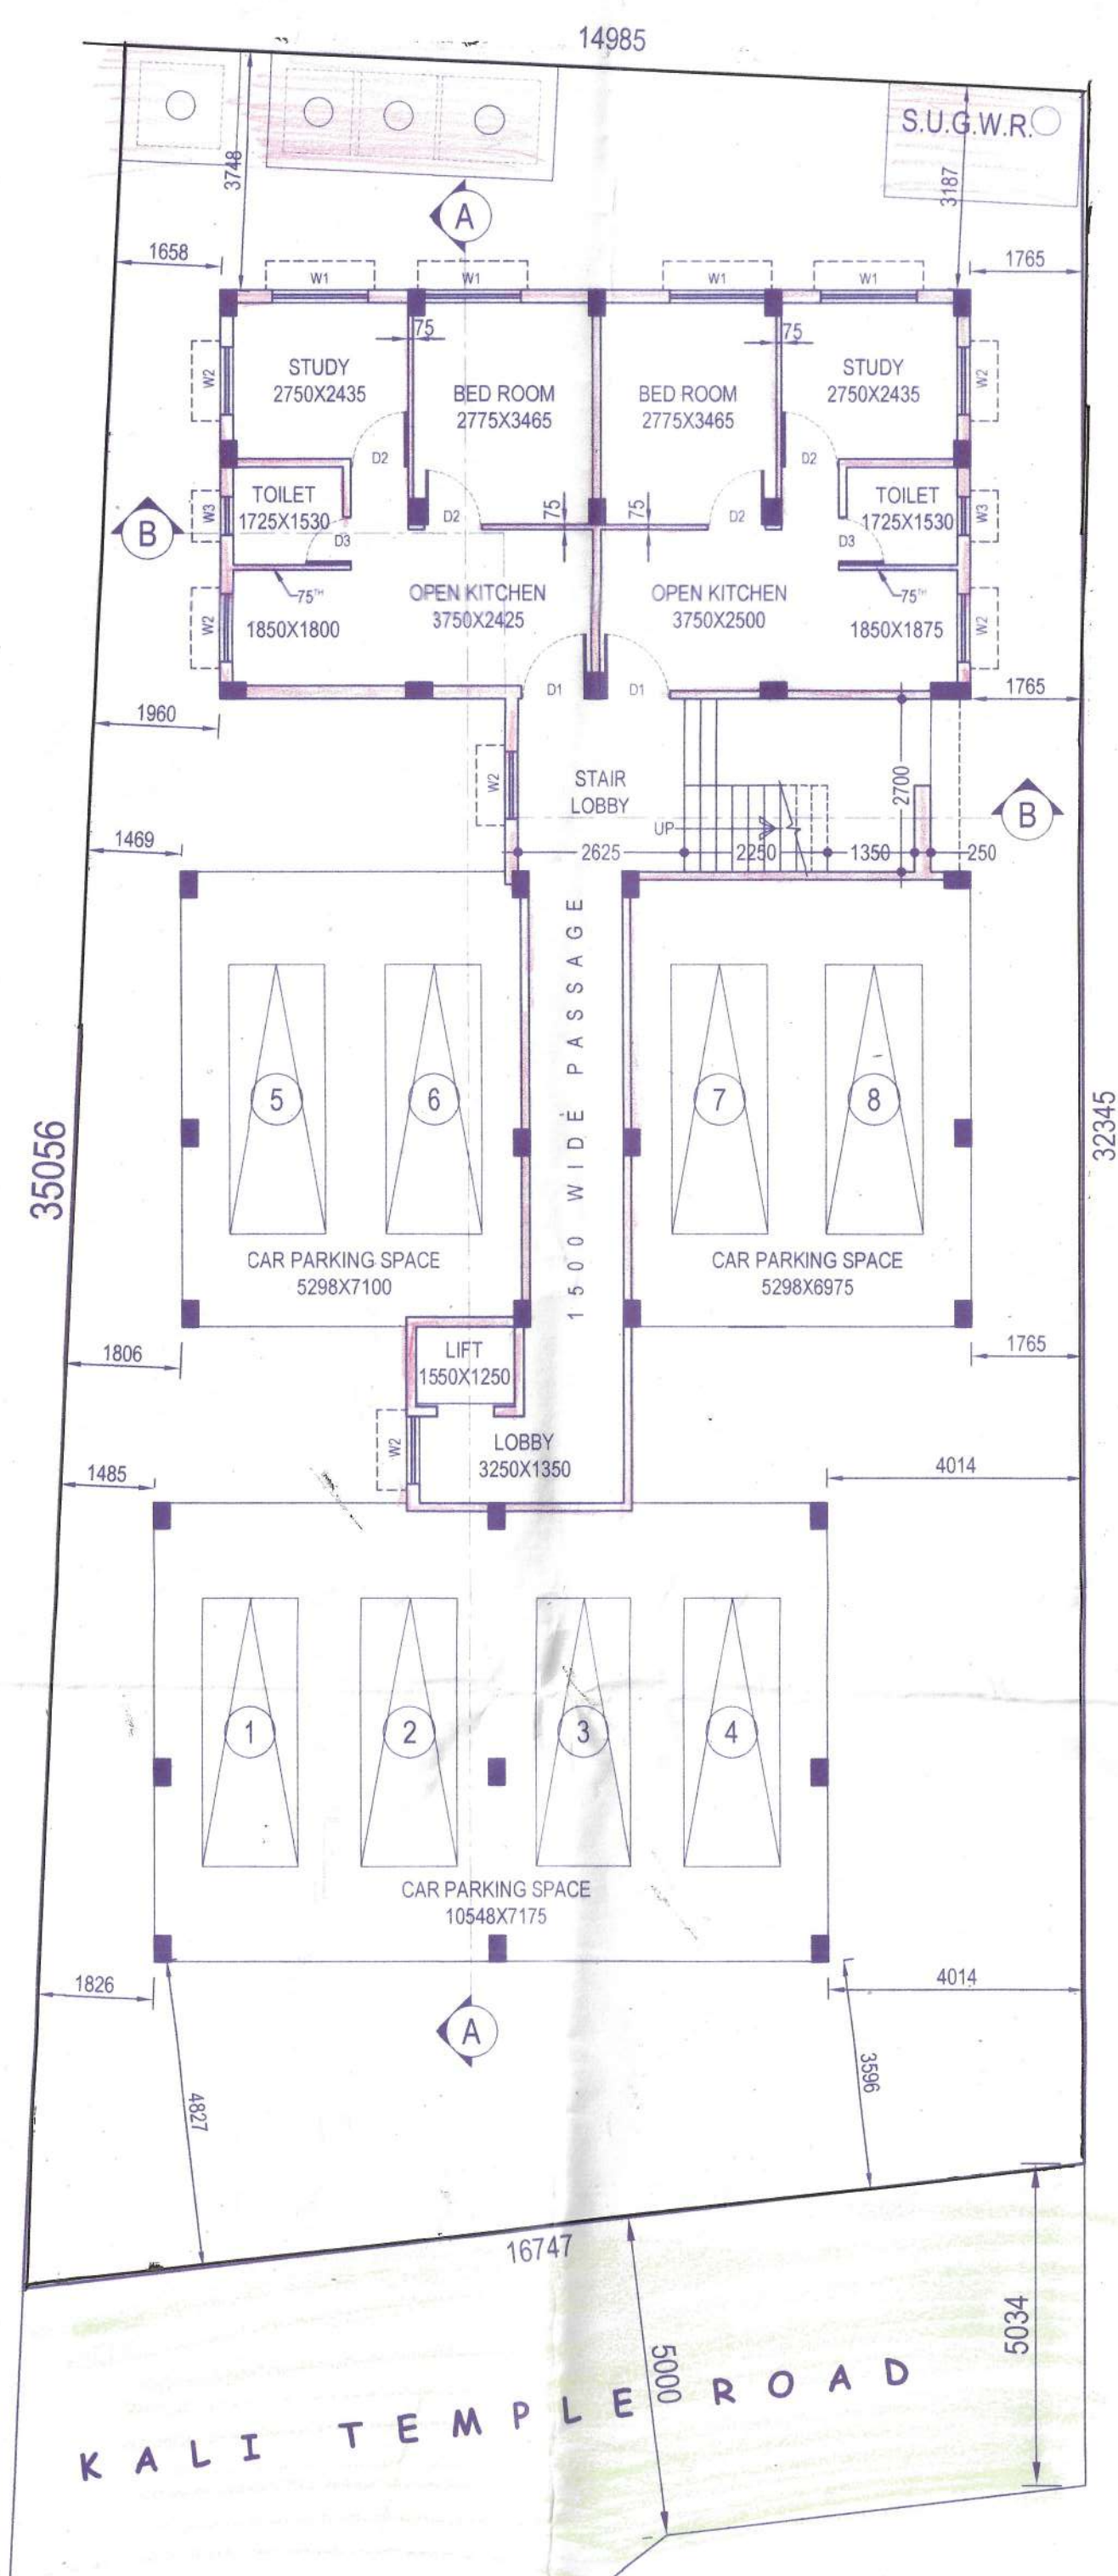 14985
S.U.G.W.R.
3748
3187
A
1658
1765
W1
W1
W1
W1
75
75
W2
STUDY
2750X2435
BED ROOM
2775X3465
BED ROOM
2775X3465
STUDY
2750X2435
W2
D2
D2
TOILET
1725X1530
TOILET
1725X1530
W3
W3
D2
75
75
D2
B
D3
D3
75TH
OPEN KITCHEN
3750X2425
OPEN KITCHEN
3750X2500
75TH
W2
1850X1800
1850X1875
W2
D1
D1
1960
1765
W2
STAIR
LOBBY
2700
B
UP
1469
2625
2250
1350
250
1500 WIDE PASSAGE
5
6
7
8
35056
32345
CAR PARKING SPACE
5298X7100
CAR PARKING SPACE
5298X6975
LIFT
1550X1250
1806
1765
W2
LOBBY
3250X1350
1485
4014
1
2
3
4
CAR PARKING SPACE
10548X7175
1826
4014
A
4827
3596
16747
5000
5034
KALI TEMPLE ROAD